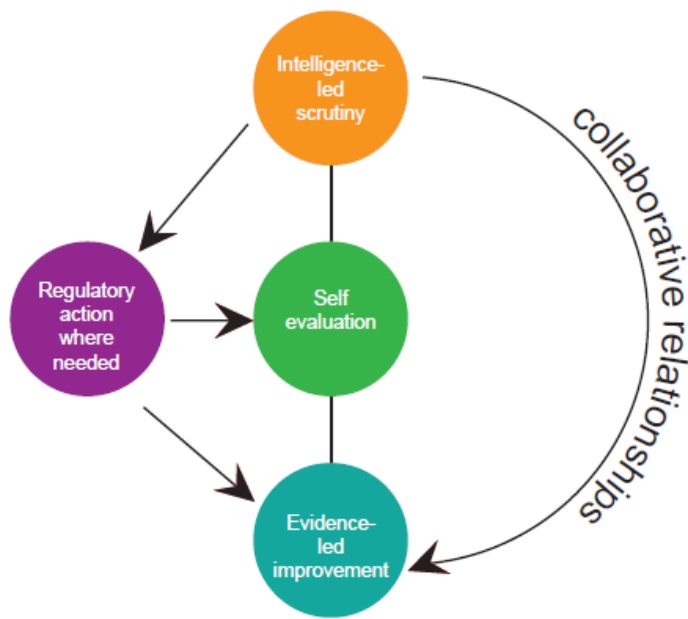 Intelligence-
led
scrutiny
collaborative relationships
Regulatory
action
where
needed
Self
evaluation
Evidence-
led
improvement